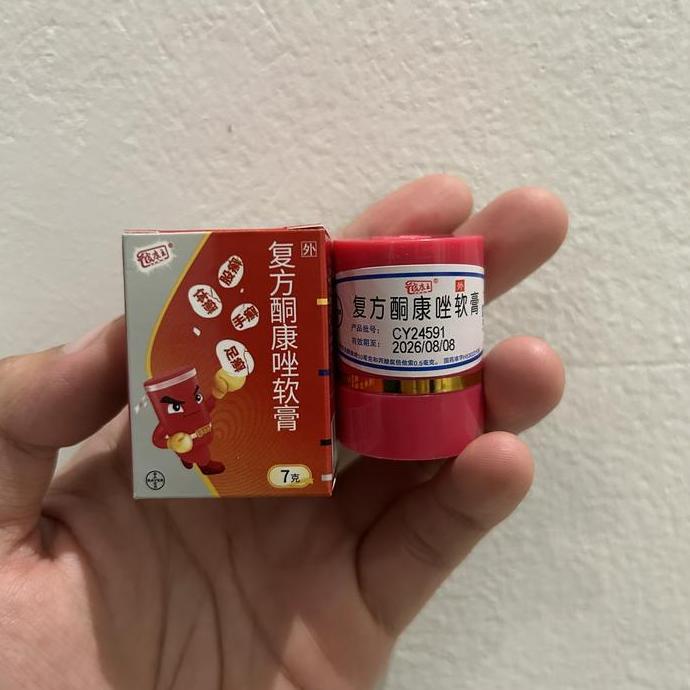 皮康王
外
复方酮康唑软膏
股癣
体癣
手癣
足癣
BAYER
7克
皮康王
外
复方酮康唑软膏
产品批号: CY24591
有效期至: 2026/08/08